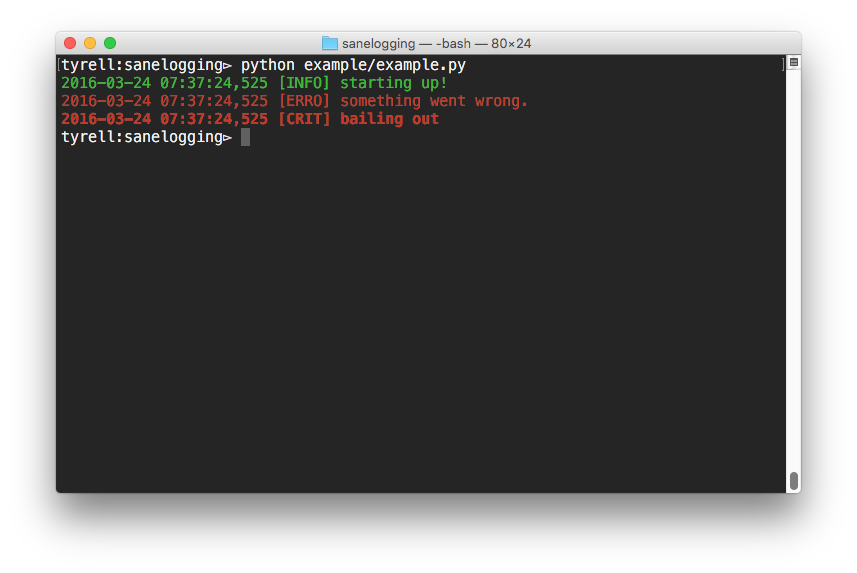 sanelogging — -bash — 80×24
[tyrell:sanelogging▻ python example/example.py ]
2016-03-24 07:37:24,525 [INFO] starting up!
2016-03-24 07:37:24,525 [ERRO] something went wrong.
2016-03-24 07:37:24,525 [CRIT] bailing out
tyrell:sanelogging▻